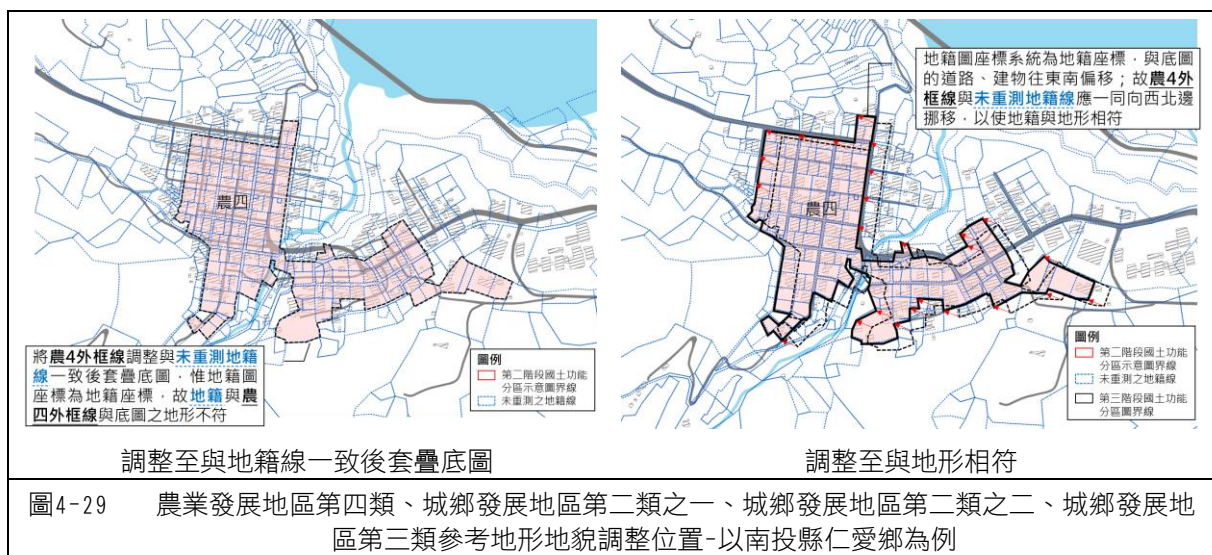 農四
將農4外框線調整與未重測地籍
線一致後套疊底圖，惟地籍圖
座標為地籍座標，故地籍與農
四外框線與底圖之地形不符
圖例
第二階段國土功能
分區示意圖界線
未重測之地籍線
調整至與地籍線一致後套疊底圖
地籍圖座標系統為地籍座標，與底圖
的道路、建物往東南偏移；故農4外
框線與未重測地籍線應一同向西北邊
挪移，以使地籍與地形相符
農四
圖例
第二階段國土功能
分區示意圖界線
未重測之地籍線
第三階段國土功能
分區圖界線
調整至與地形相符
圖4-29 農業發展地區第四類、城鄉發展地區第二類之一、城鄉發展地區第二類之二、城鄉發展地
區第三類參考地形地貌調整位置-以南投縣仁愛鄉為例